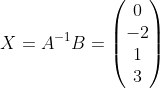 X = A^{-1}B = \begin{pmatrix} 0 \\ -2 \\ 1 \\ 3 \end{pmatrix}